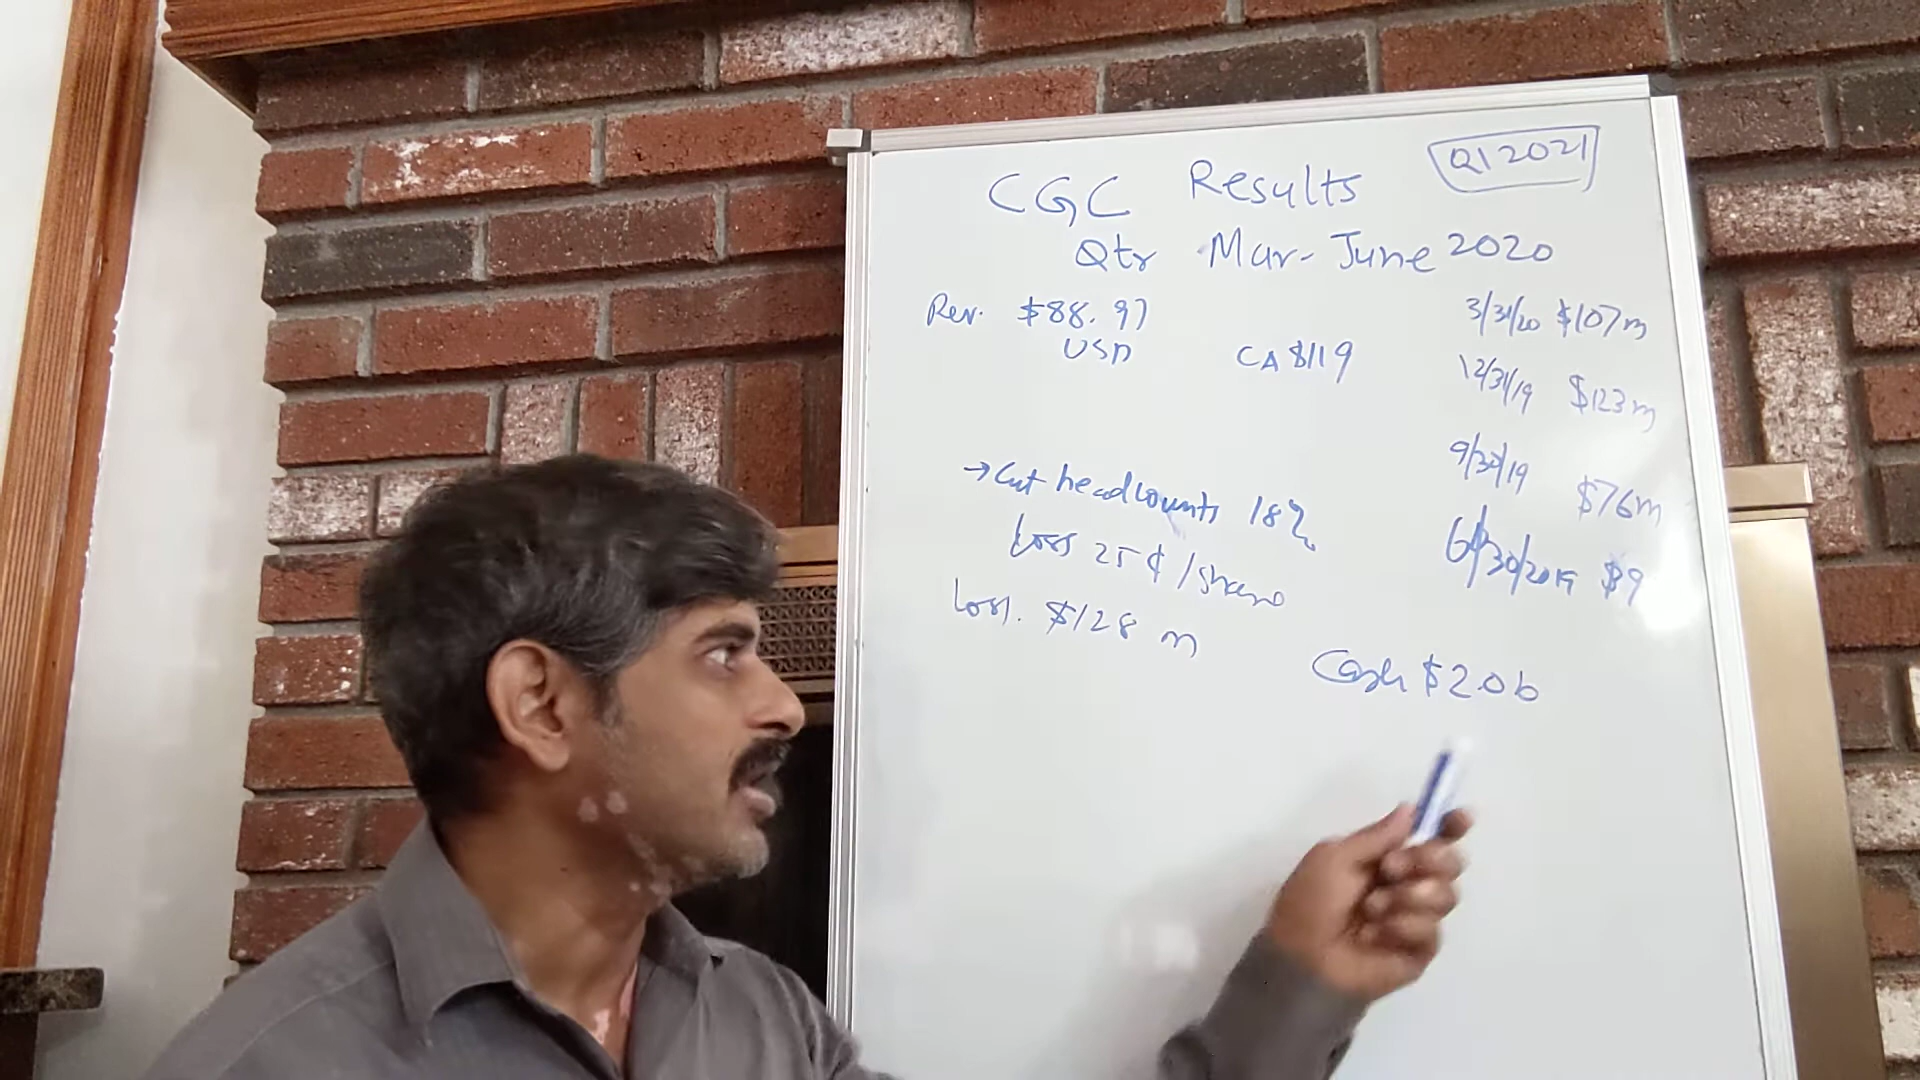 CGC Results Q1 2021
Qtr Mar-June 2020
Rev. $88.97
USD
CA $119
3/31/20 $107m
12/31/19 $123m
9/30/19 $76m
6/30/2019 $9
→ Cut headcounts 18%
Loss 25¢/share
Loss. $128 m
Cash $2.0b